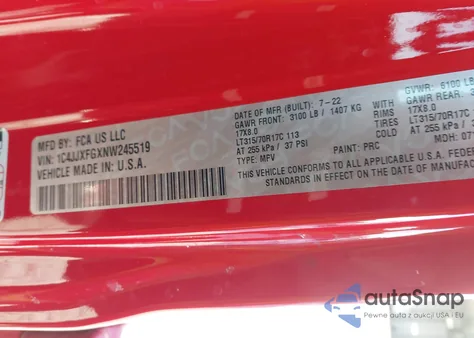 MFD BY: FCA US LLC
VIN: 1C4JJXFGXNW245519
VEHICLE MADE IN: U.S.A.
DATE OF MFR (BUILT): 7-22
GAWR FRONT: 3100 LB / 1407 KG
17X8.0
LT315/70R17C 113
AT 255 kPa / 37 PSI
TYPE: MPV
PAINT: PRC
GVWR: 6100 LB
GAWR REAR:
WITH
RIMS 17X8.0
TIRES LT315/70R17C
COLD AT 255 kPa
MDH:
THIS VEHICLE CONFORMS TO ALL APPLICABLE U.S.A.
STANDARDS IN EFFECT ON THE DATE OF MANUFAC
autoSnap
Pewne auta z aukcji USA i EU